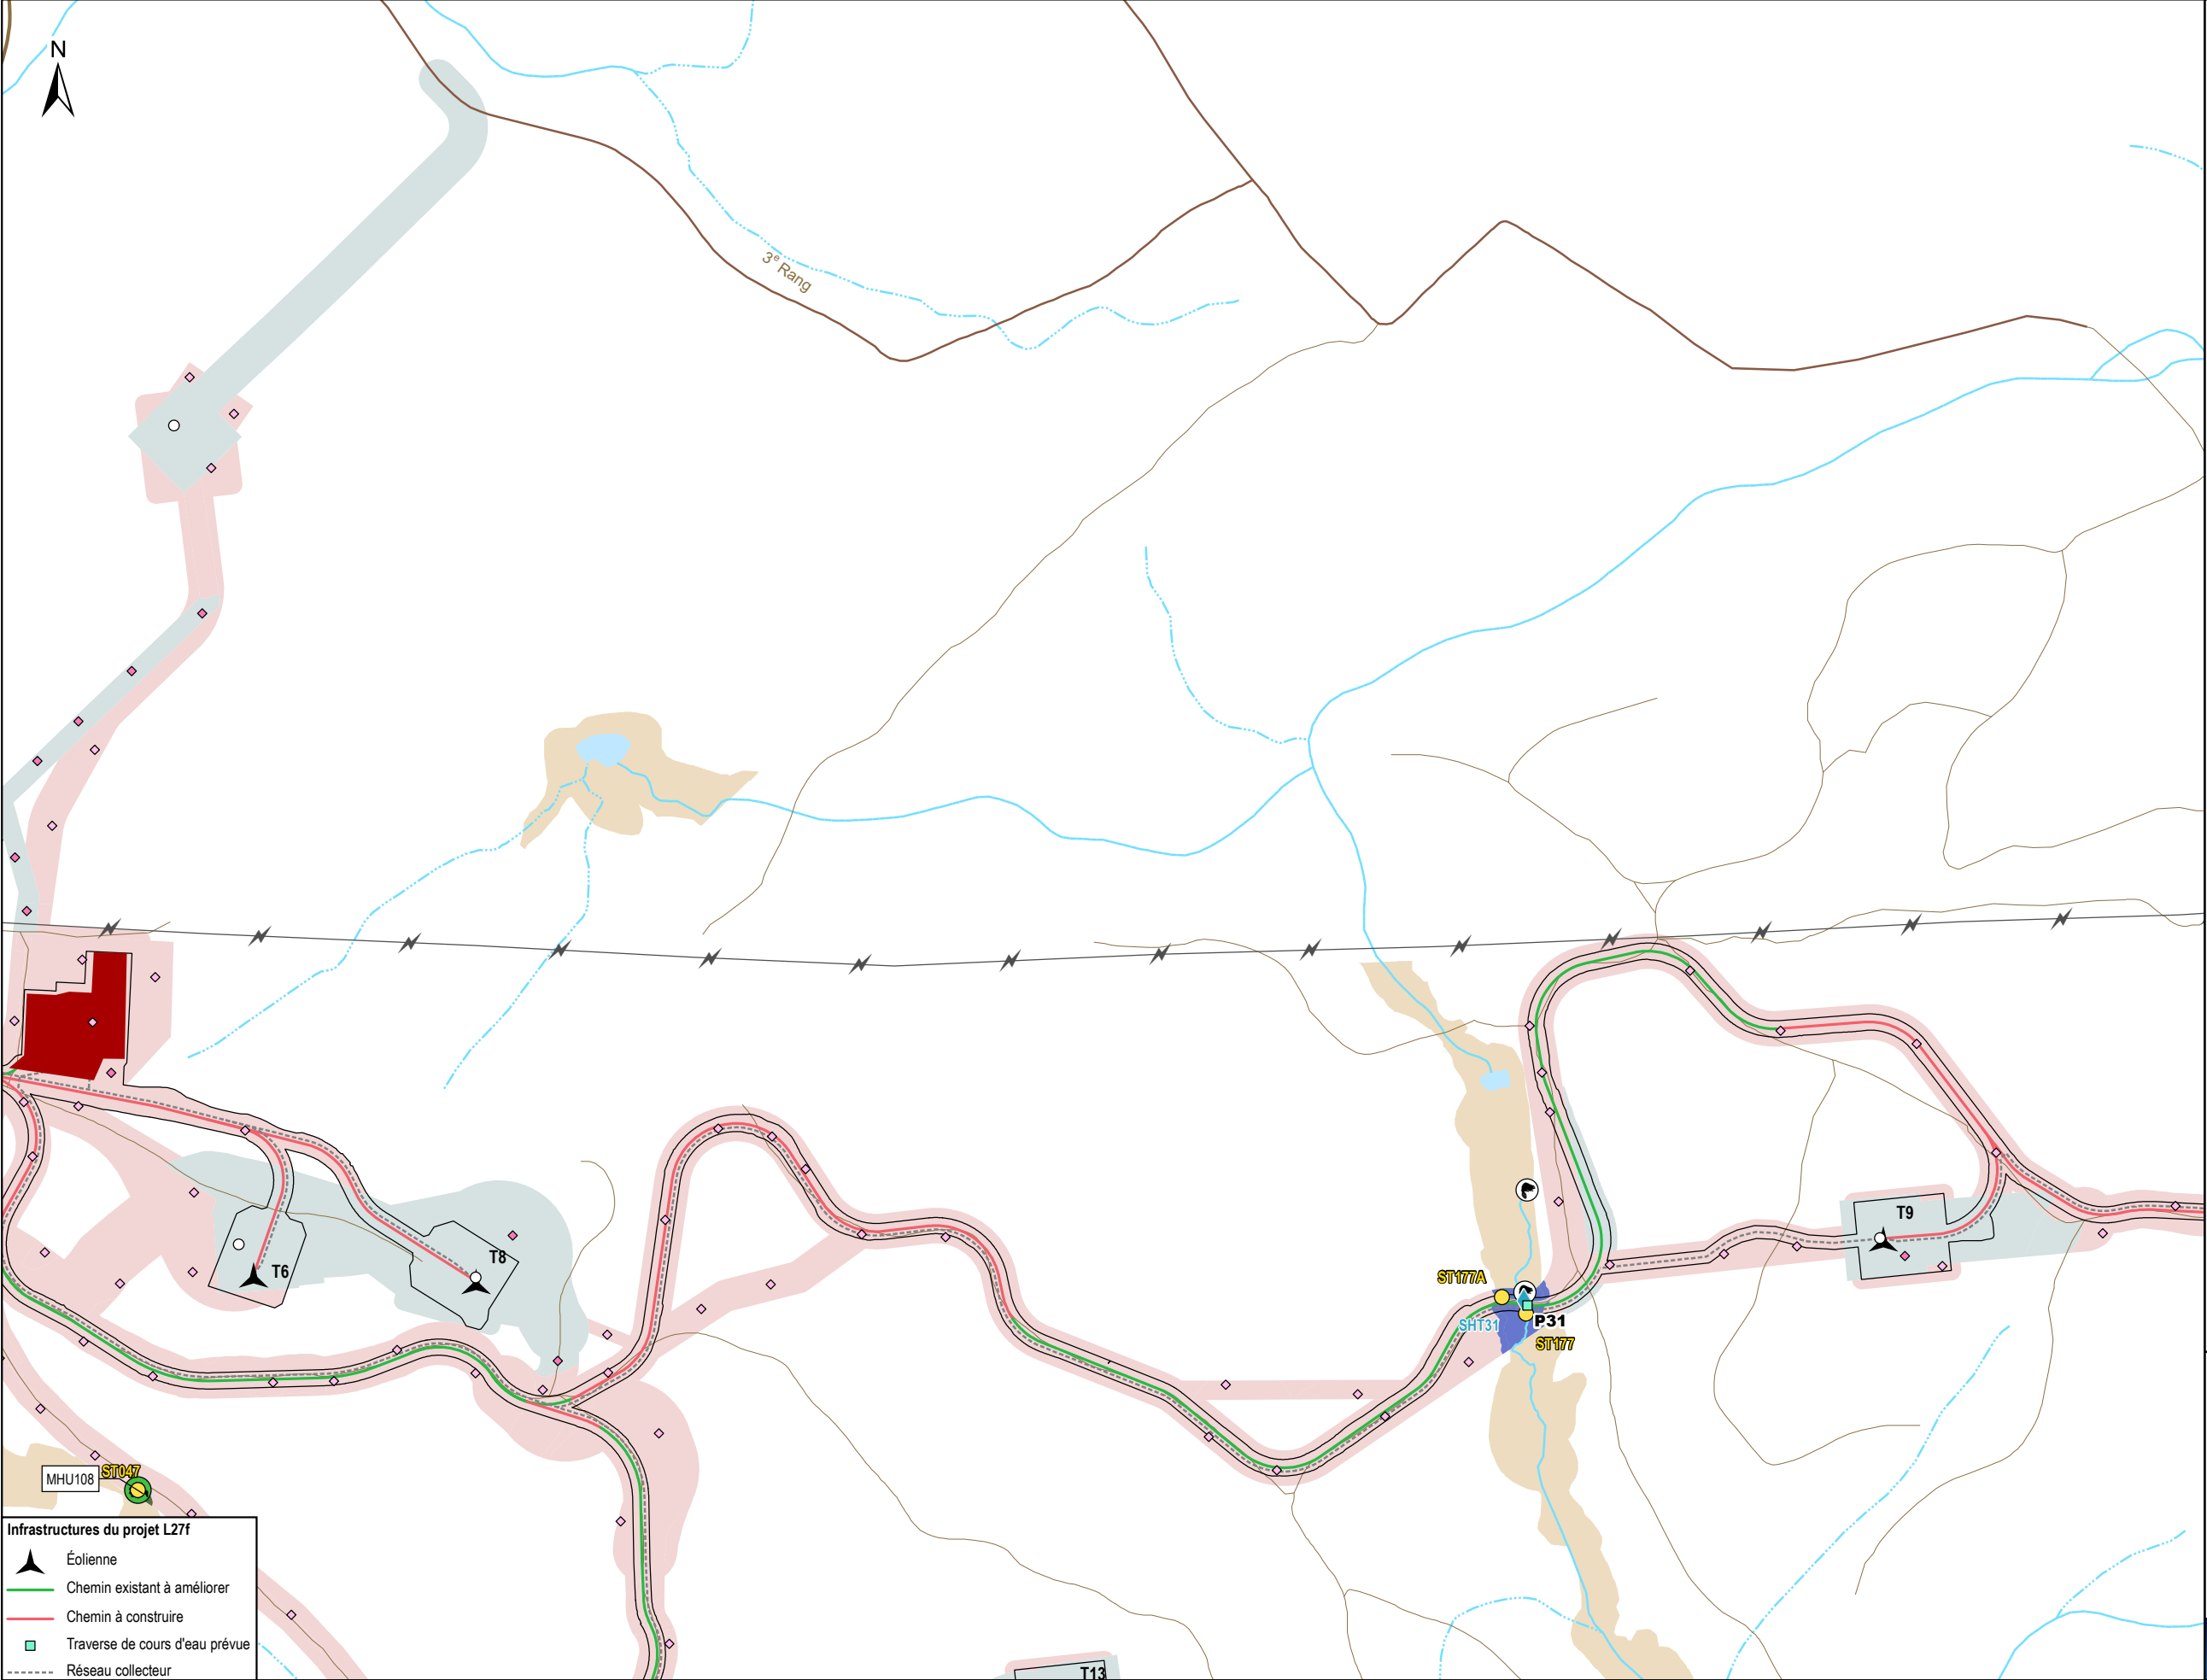 N
3e Rang
T6
T8
T9
ST177A
SHT31
P31
ST177
MHU108
ST047
T13
Infrastructures du projet L27f
Éolienne
Chemin existant à améliorer
Chemin à construire
Traverse de cours d'eau prévue
Réseau collecteur